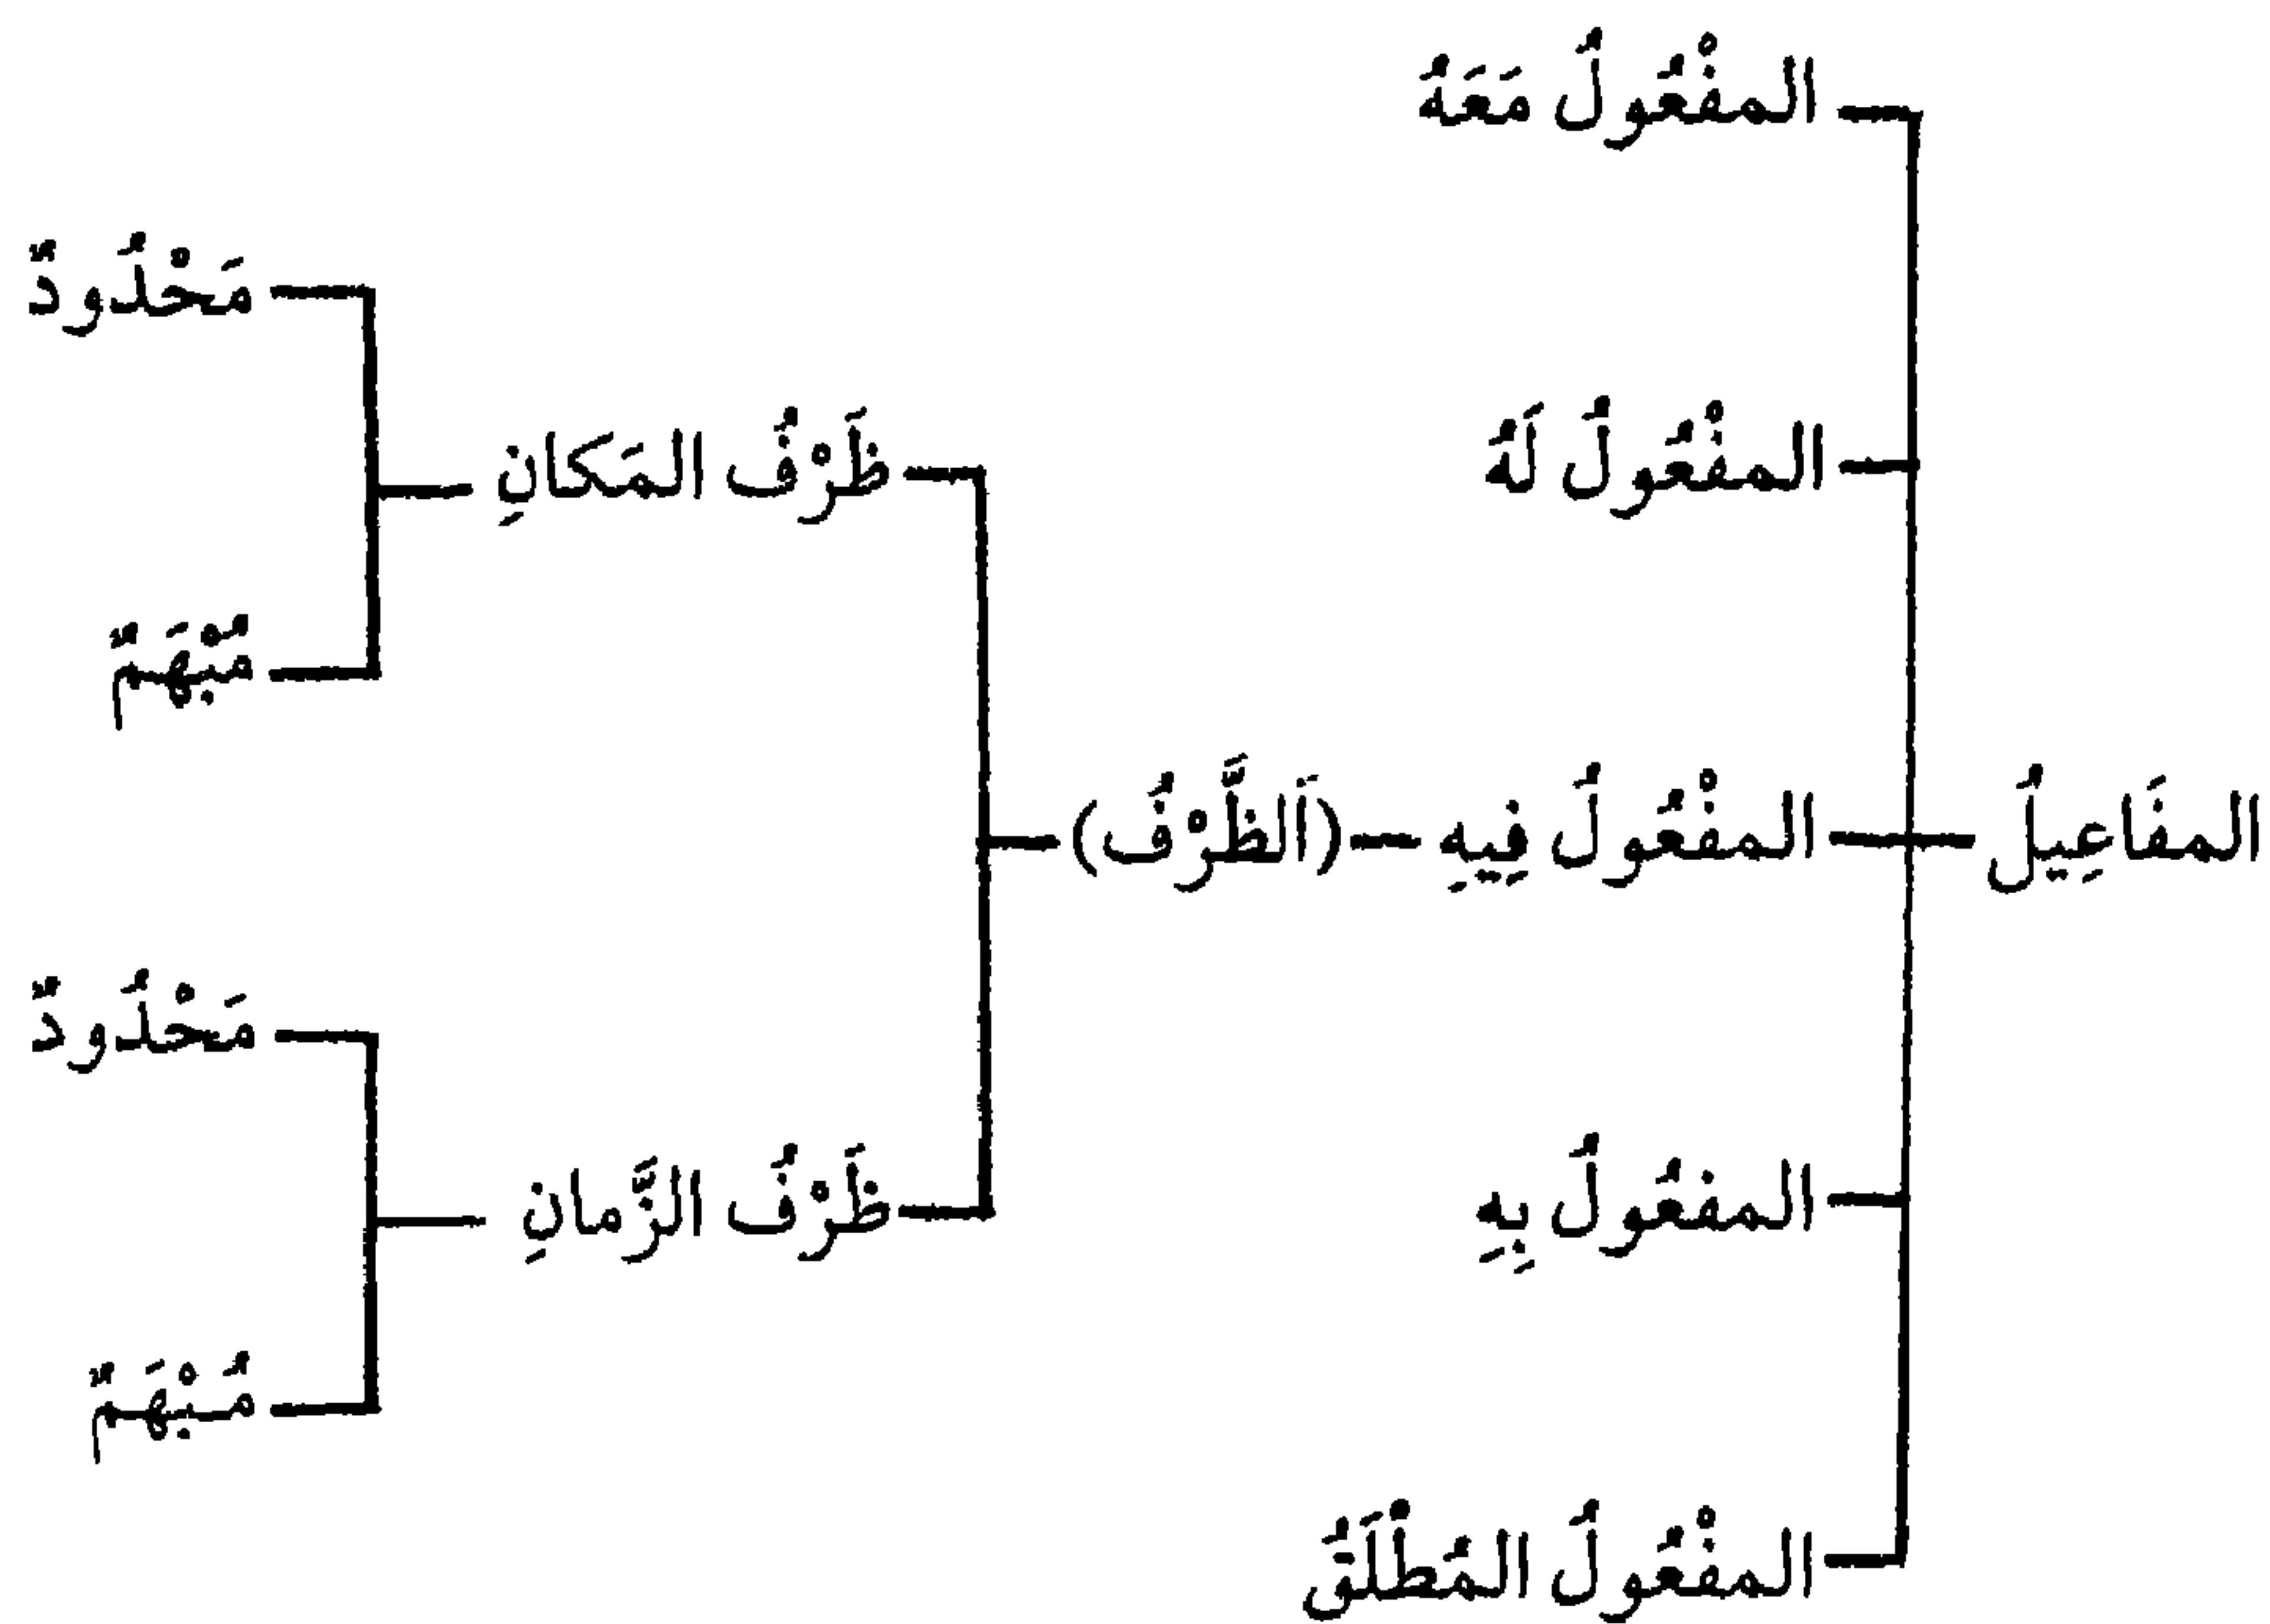 المفْعُولُ مَعَهُ
مَحْدُودٌ
المفْعُولُ لَهُ
ظَرْفُ المَكانِ
مُبْهَمٌ
المفَاعِيلُ
المفْعُولُ فِيهِ
(اَلظَّرْفُ)
مَحْدُودٌ
المفعُولُ بِهِ
ظَرْفُ الزَّمانِ
مُبْهَمٌ
المفْعُولُ المُطْلَقُ